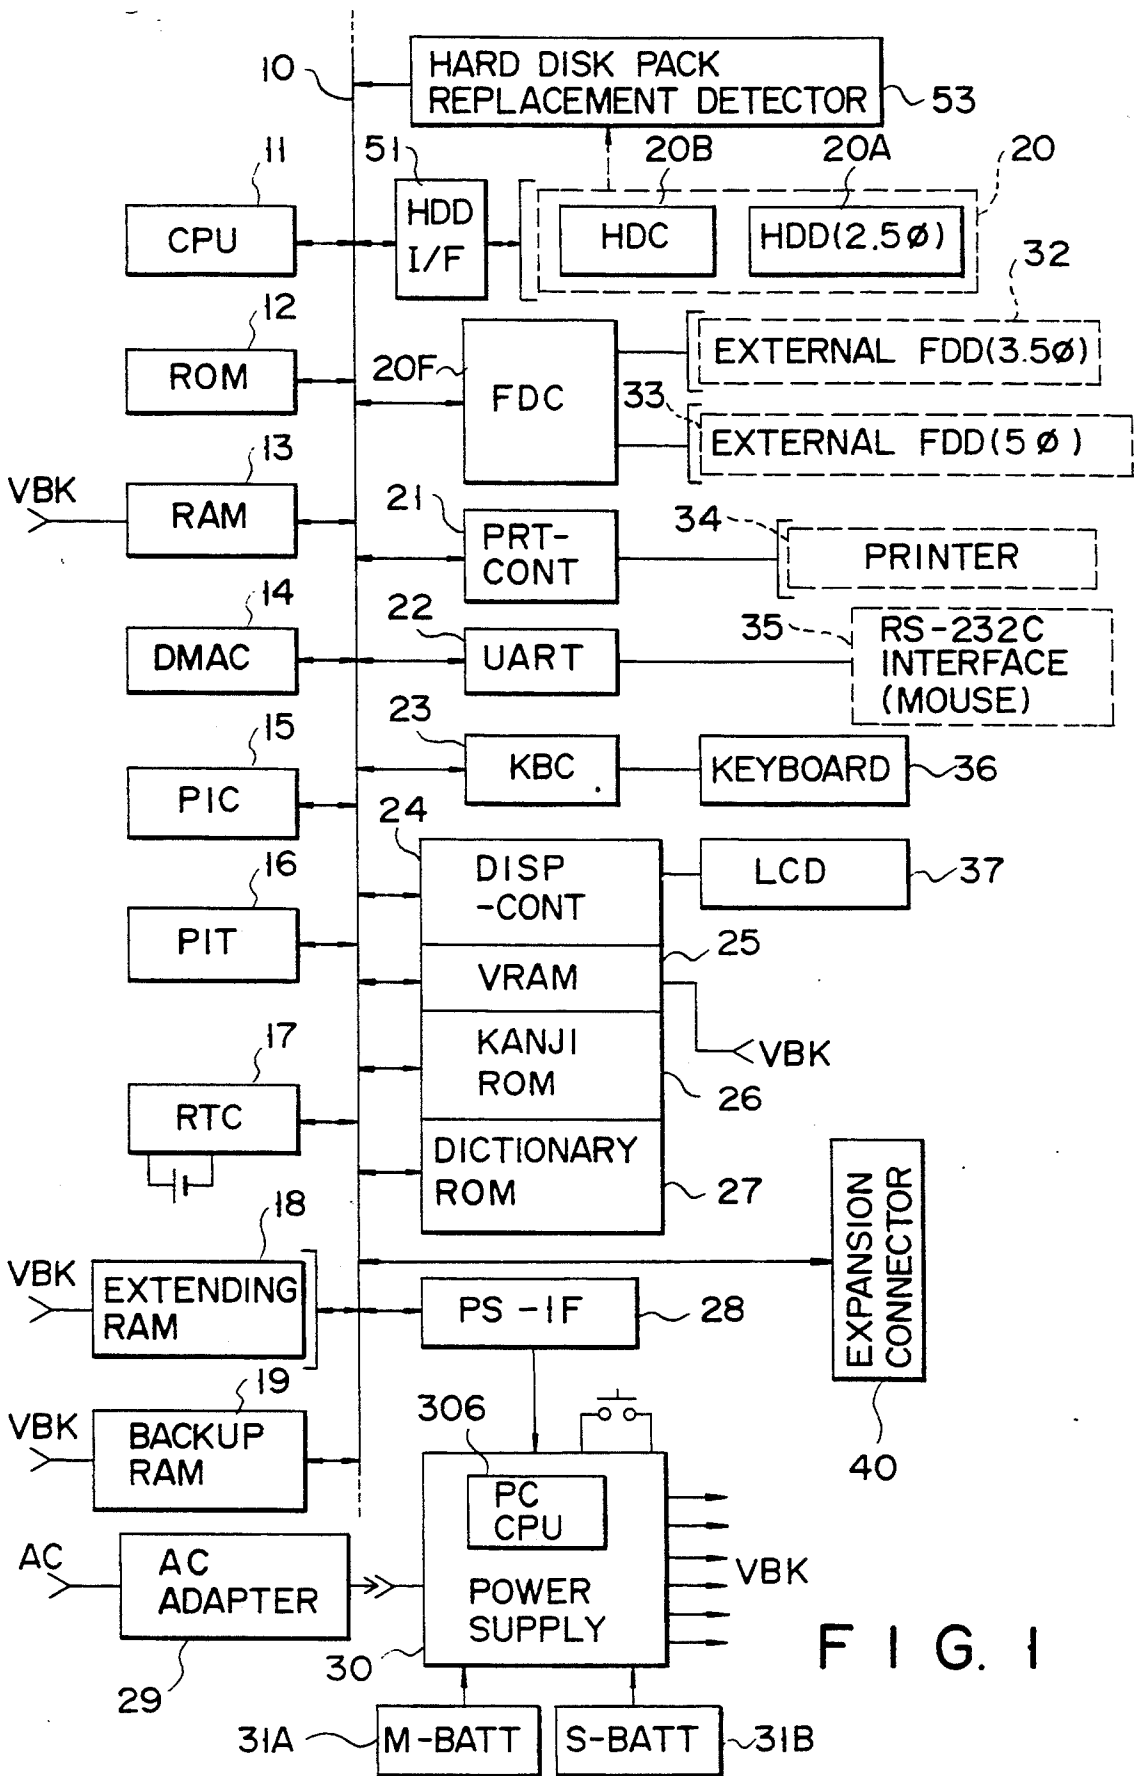 10
HARD DISK PACK
REPLACEMENT DETECTOR
53
11
51
20B
20A
20
CPU
HDD
I/F
HDC
HDD(2.5ø)
32
12
ROM
20F
FDC
EXTERNAL FDD(3.5ø)
33
EXTERNAL FDD(5ø)
13
VBK
RAM
21
PRT-
CONT
34
PRINTER
14
DMAC
22
UART
35
RS-232C
INTERFACE
(MOUSE)
15
PIC
23
KBC
KEYBOARD
36
24
DISP
-CONT
LCD
37
16
PIT
25
VRAM
VBK
17
RTC
KANJI
ROM
26
DICTIONARY
ROM
27
18
VBK
EXTENDING
RAM
PS-IF
28
EXPANSION
CONNECTOR
40
19
VBK
BACKUP
RAM
306
PC
CPU
POWER
SUPPLY
VBK
AC
AC
ADAPTER
29
30
31A
M-BATT
S-BATT
31B
FIG. 1